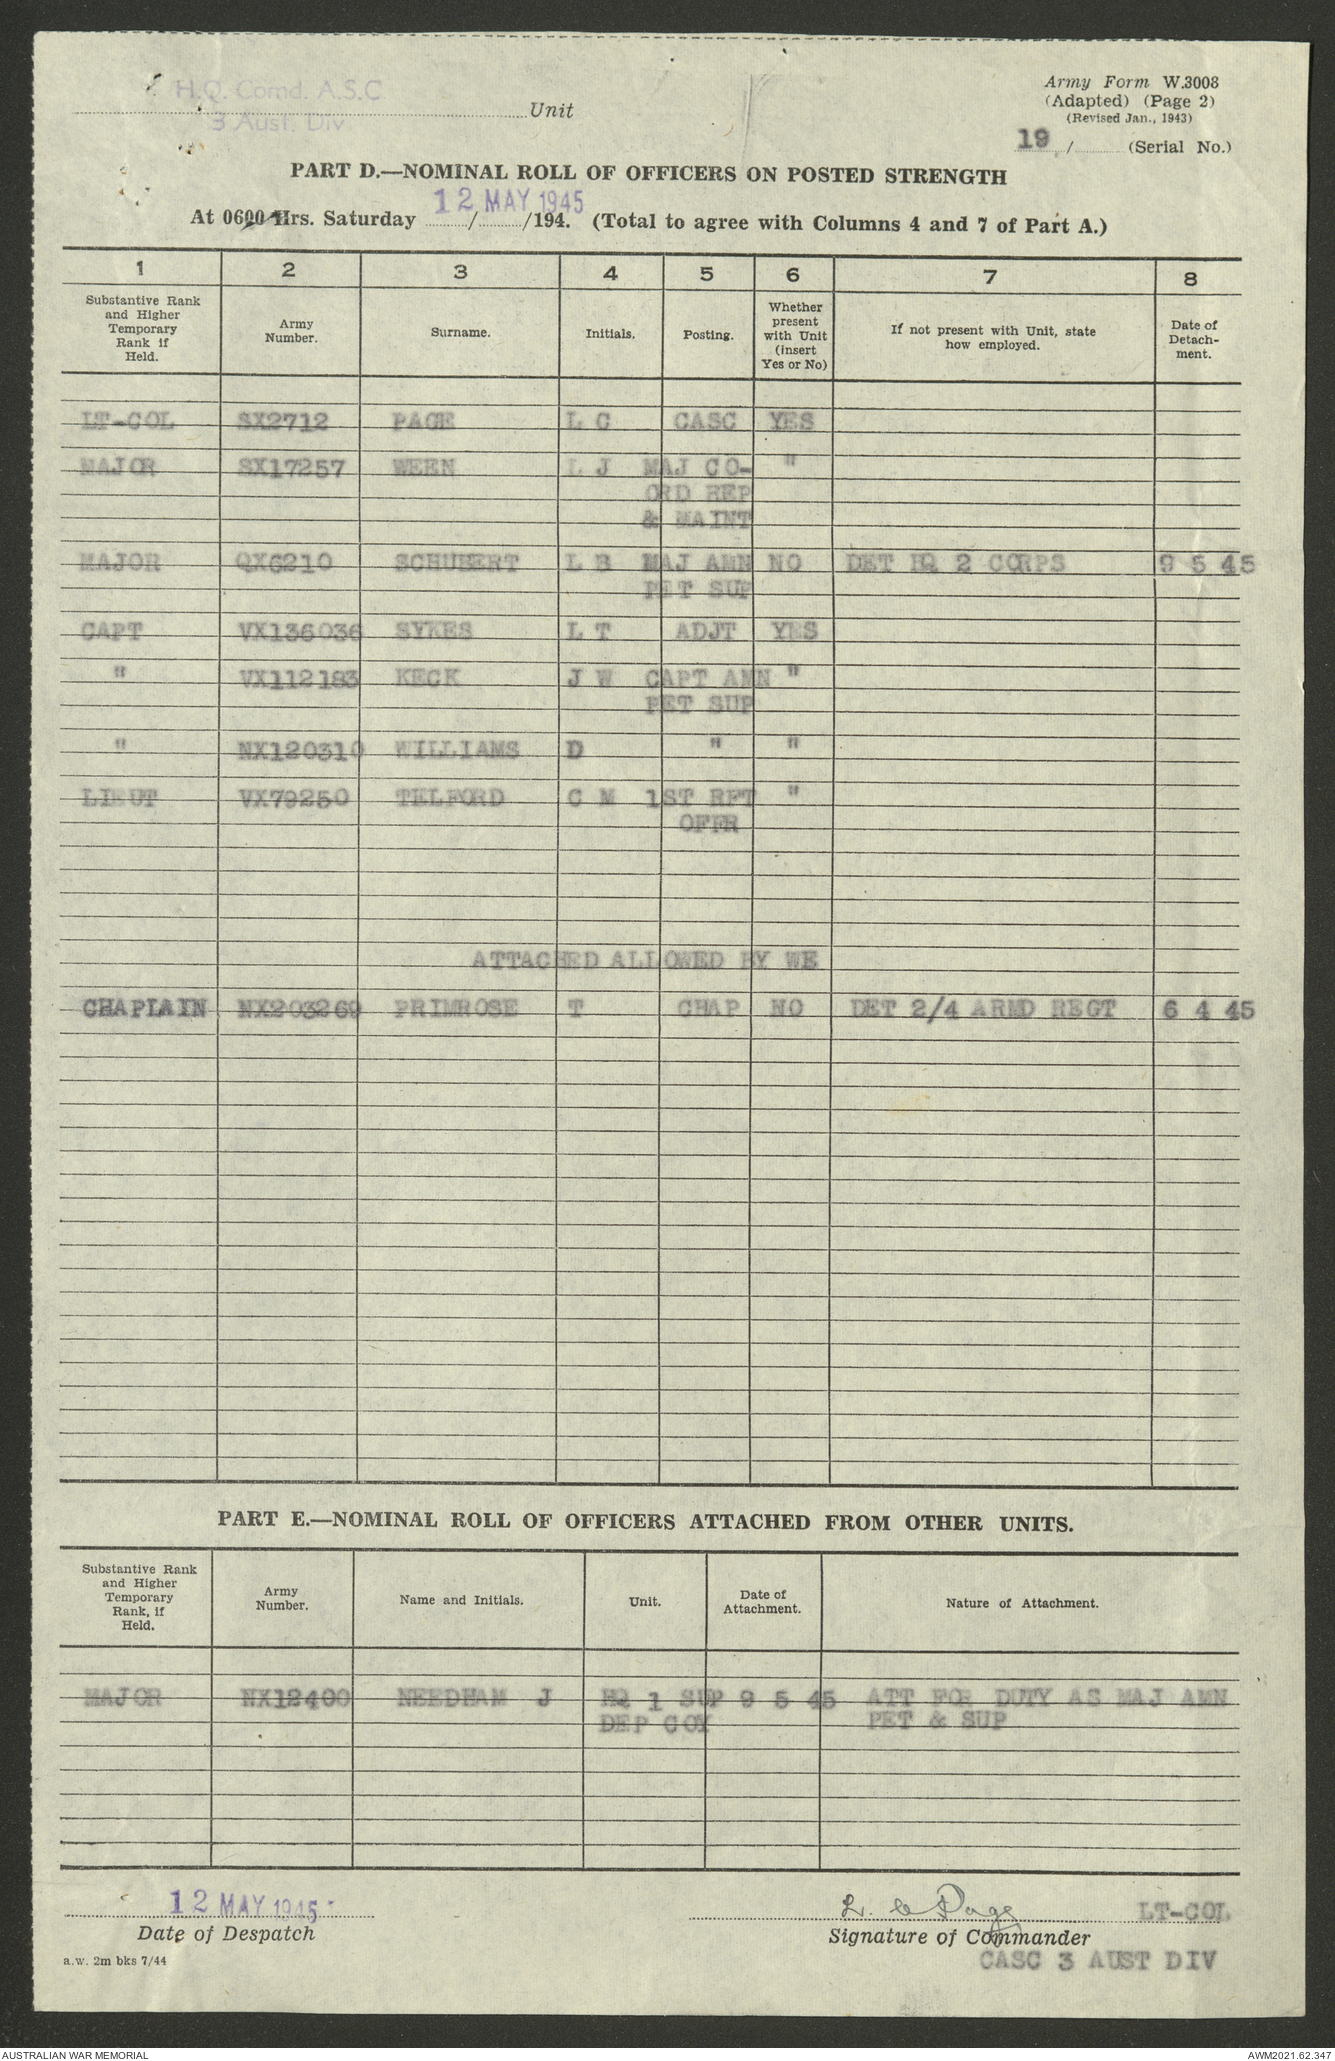 H.Q. Comd. A.S.C.
3 Aust. Div.
Unit
Army Form W.3008
(Adapted) (Page 2)
(Revised Jan., 1943)
19 / (Serial No.)
PART D.—NOMINAL ROLL OF OFFICERS ON POSTED STRENGTH
At 0600 Hrs. Saturday 12 MAY 1945 / /194. (Total to agree with Columns 4 and 7 of Part A.)
1 2 3 4 5 6 7 8
Substantive Rank and Higher Temporary Rank if Held. Army Number. Surname. Initials. Posting. Whether present with Unit (insert Yes or No) If not present with Unit, state how employed. Date of Detach-ment.
LT-COL SX2712 PAGE L C CASC YES
MAJOR SX17257 WEEN L J MAJ CO-
ORD REP
& MAINT "
MAJOR QX6210 SCHUBERT L B MAJ AMN NO DET HQ 2 CORPS 9 5 45
PET SUP
CAPT VX136036 SYKES L T ADJT YES
" VX112183 KECK J W CAPT AMN "
PET SUP
" NX120310 WILLIAMS D " "
LIEUT VX79250 TELFORD C M 1ST RFT "
OFFR
ATTACHED ALLOWED BY WE
CHAPLAIN NX203269 PRIMROSE T CHAP NO DET 2/4 ARMD REGT 6 4 45
PART E.—NOMINAL ROLL OF OFFICERS ATTACHED FROM OTHER UNITS.
Substantive Rank and Higher Temporary Rank, if Held. Army Number. Name and Initials. Unit. Date of Attachment. Nature of Attachment.
MAJOR NX12400 NEEDHAM J HQ 1 SUP 9 5 45 ATT FOR DUTY AS MAJ AMN
DEP COY PET & SUP
12 MAY 1945
Date of Despatch
L. C Page LT-COL
Signature of Commander
CASC 3 AUST DIV
a.w. 2m bks 7/44
AUSTRALIAN WAR MEMORIAL
AWM2021.62.347